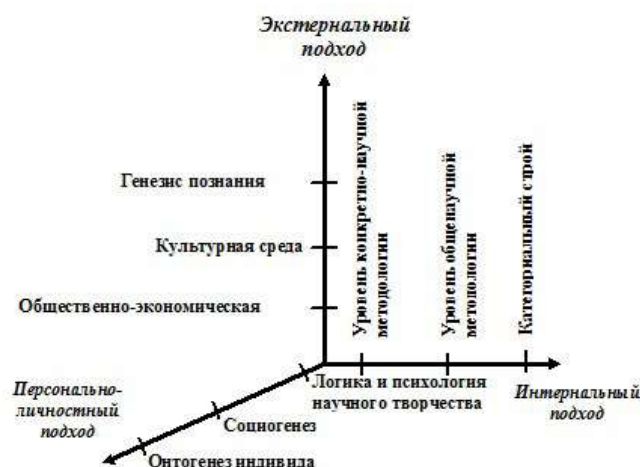 Экстернальный
подход
Генезис познания
Культурная среда
Общественно-экономическая
Уровень конкретно-научной
методологии
Уровень общенаучной
методологии
Категориальный строй
Персонально-
личностный
подход
Логика и психология
научного творчества
Интернальный
подход
Социогенез
Онтогенез индивида